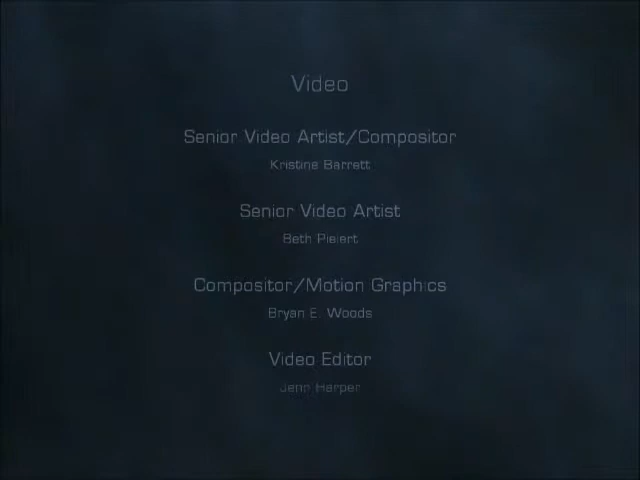 Video
Senior Video Artist/Compositor
Kristine Barrett
Senior Video Artist
Beth Pielert
Compositor/Motion Graphics
Bryan E. Woods
Video Editor
Jenn Harper